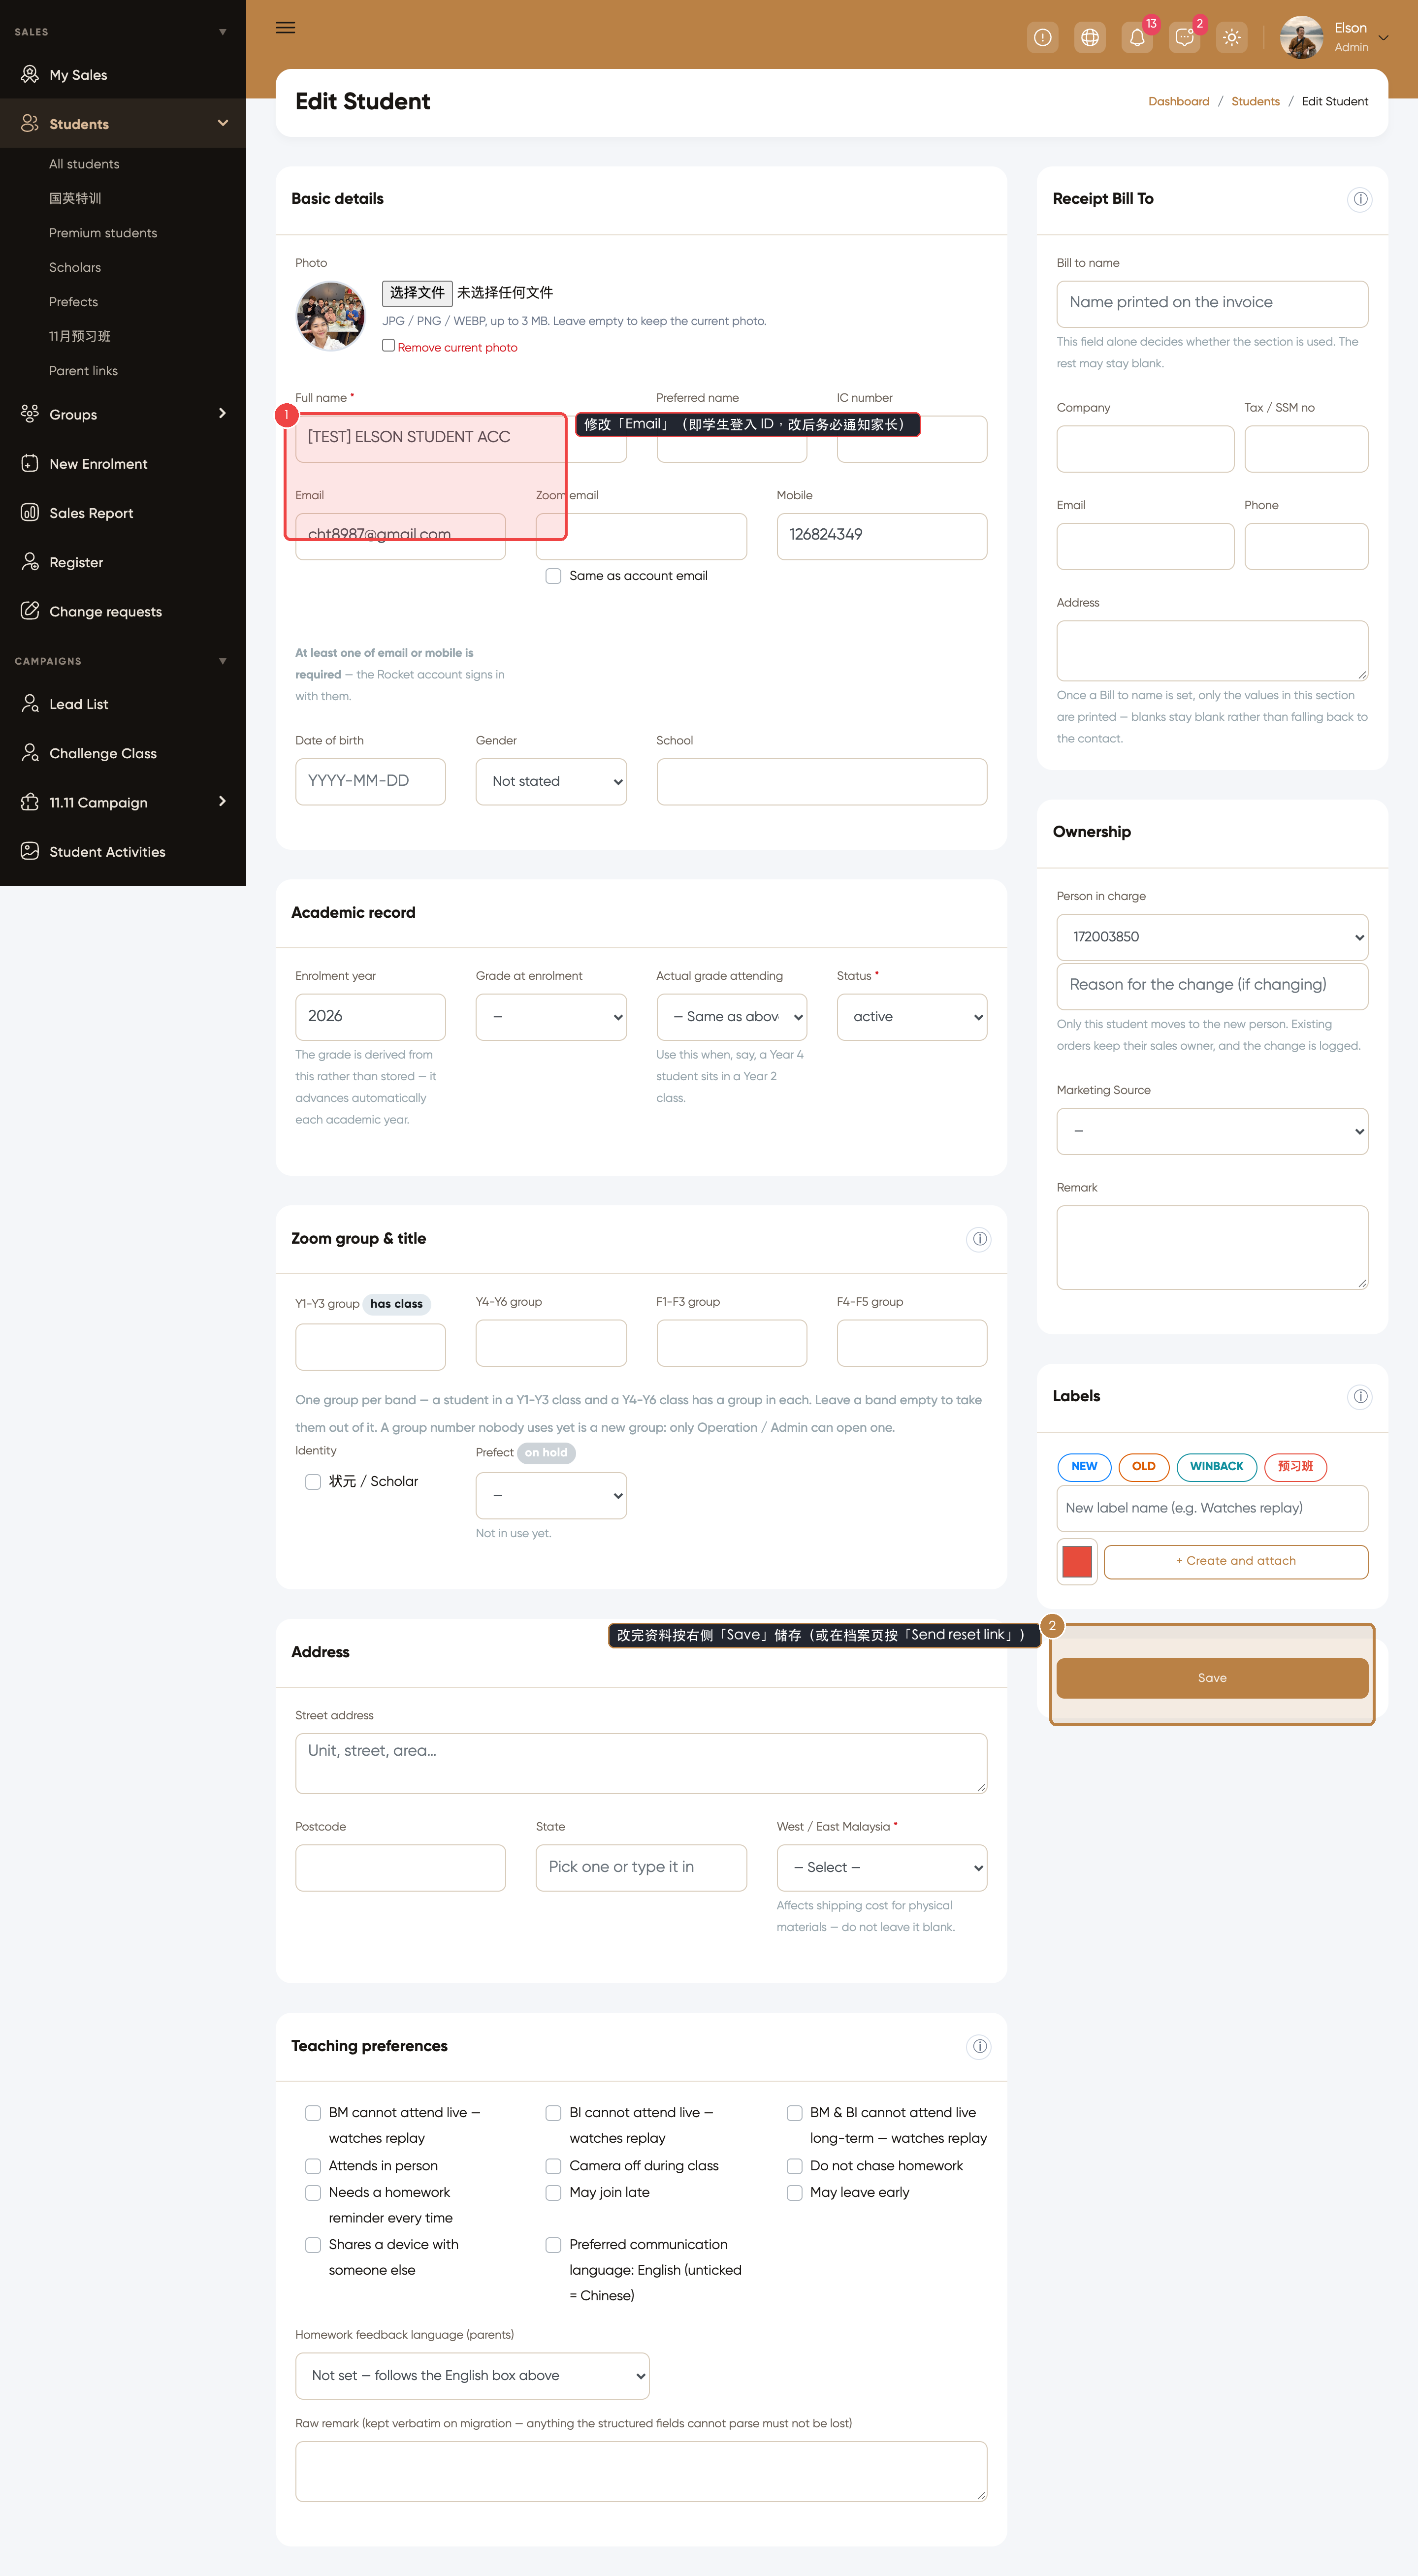 SALES
My Sales
Students
All students
国英特训
Premium students
Scholars
Prefects
11月预习班
Parent links
Groups
New Enrolment
Sales Report
Register
Change requests
CAMPAIGNS
Lead List
Challenge Class
11.11 Campaign
Student Activities
13
2
Elson
Admin
Edit Student
Dashboard / Students / Edit Student
Basic details
Photo
选择文件 未选择任何文件
JPG / PNG / WEBP, up to 3 MB. Leave empty to keep the current photo.
Remove current photo
Full name *
Preferred name
IC number
1
[TEST] ELSON STUDENT ACC
修改「Email」（即学生登入 ID，改后务必通知家长）
Email
Zoom email
Mobile
cht8987@gmail.com
126824349
Same as account email
At least one of email or mobile is
required — the Rocket account signs in
with them.
Date of birth
Gender
School
YYYY-MM-DD
Not stated
Academic record
Enrolment year
Grade at enrolment
Actual grade attending
Status *
2026
—
— Same as abov
active
The grade is derived from
this rather than stored — it
advances automatically
each academic year.
Use this when, say, a Year 4
student sits in a Year 2
class.
Zoom group & title
Y1-Y3 group has class
Y4-Y6 group
F1-F3 group
F4-F5 group
One group per band — a student in a Y1-Y3 class and a Y4-Y6 class has a group in each. Leave a band empty to take
them out of it. A group number nobody uses yet is a new group: only Operation / Admin can open one.
Identity
Prefect on hold
状元 / Scholar
—
Not in use yet.
Address
改完资料按右侧「Save」储存（或在档案页按「Send reset link」）
Street address
Unit, street, area...
Postcode
State
West / East Malaysia *
Pick one or type it in
— Select —
Affects shipping cost for physical
materials — do not leave it blank.
Teaching preferences
BM cannot attend live —
watches replay
BI cannot attend live —
watches replay
BM & BI cannot attend live
long-term — watches replay
Attends in person
Camera off during class
Do not chase homework
Needs a homework
reminder every time
May join late
May leave early
Shares a device with
someone else
Preferred communication
language: English (unticked
= Chinese)
Homework feedback language (parents)
Not set — follows the English box above
Raw remark (kept verbatim on migration — anything the structured fields cannot parse must not be lost)
Receipt Bill To
Bill to name
Name printed on the invoice
This field alone decides whether the section is used. The
rest may stay blank.
Company
Tax / SSM no
Email
Phone
Address
Once a Bill to name is set, only the values in this section
are printed — blanks stay blank rather than falling back to
the contact.
Ownership
Person in charge
172003850
Reason for the change (if changing)
Only this student moves to the new person. Existing
orders keep their sales owner, and the change is logged.
Marketing Source
—
Remark
Labels
NEW
OLD
WINBACK
预习班
New label name (e.g. Watches replay)
+ Create and attach
2
Save